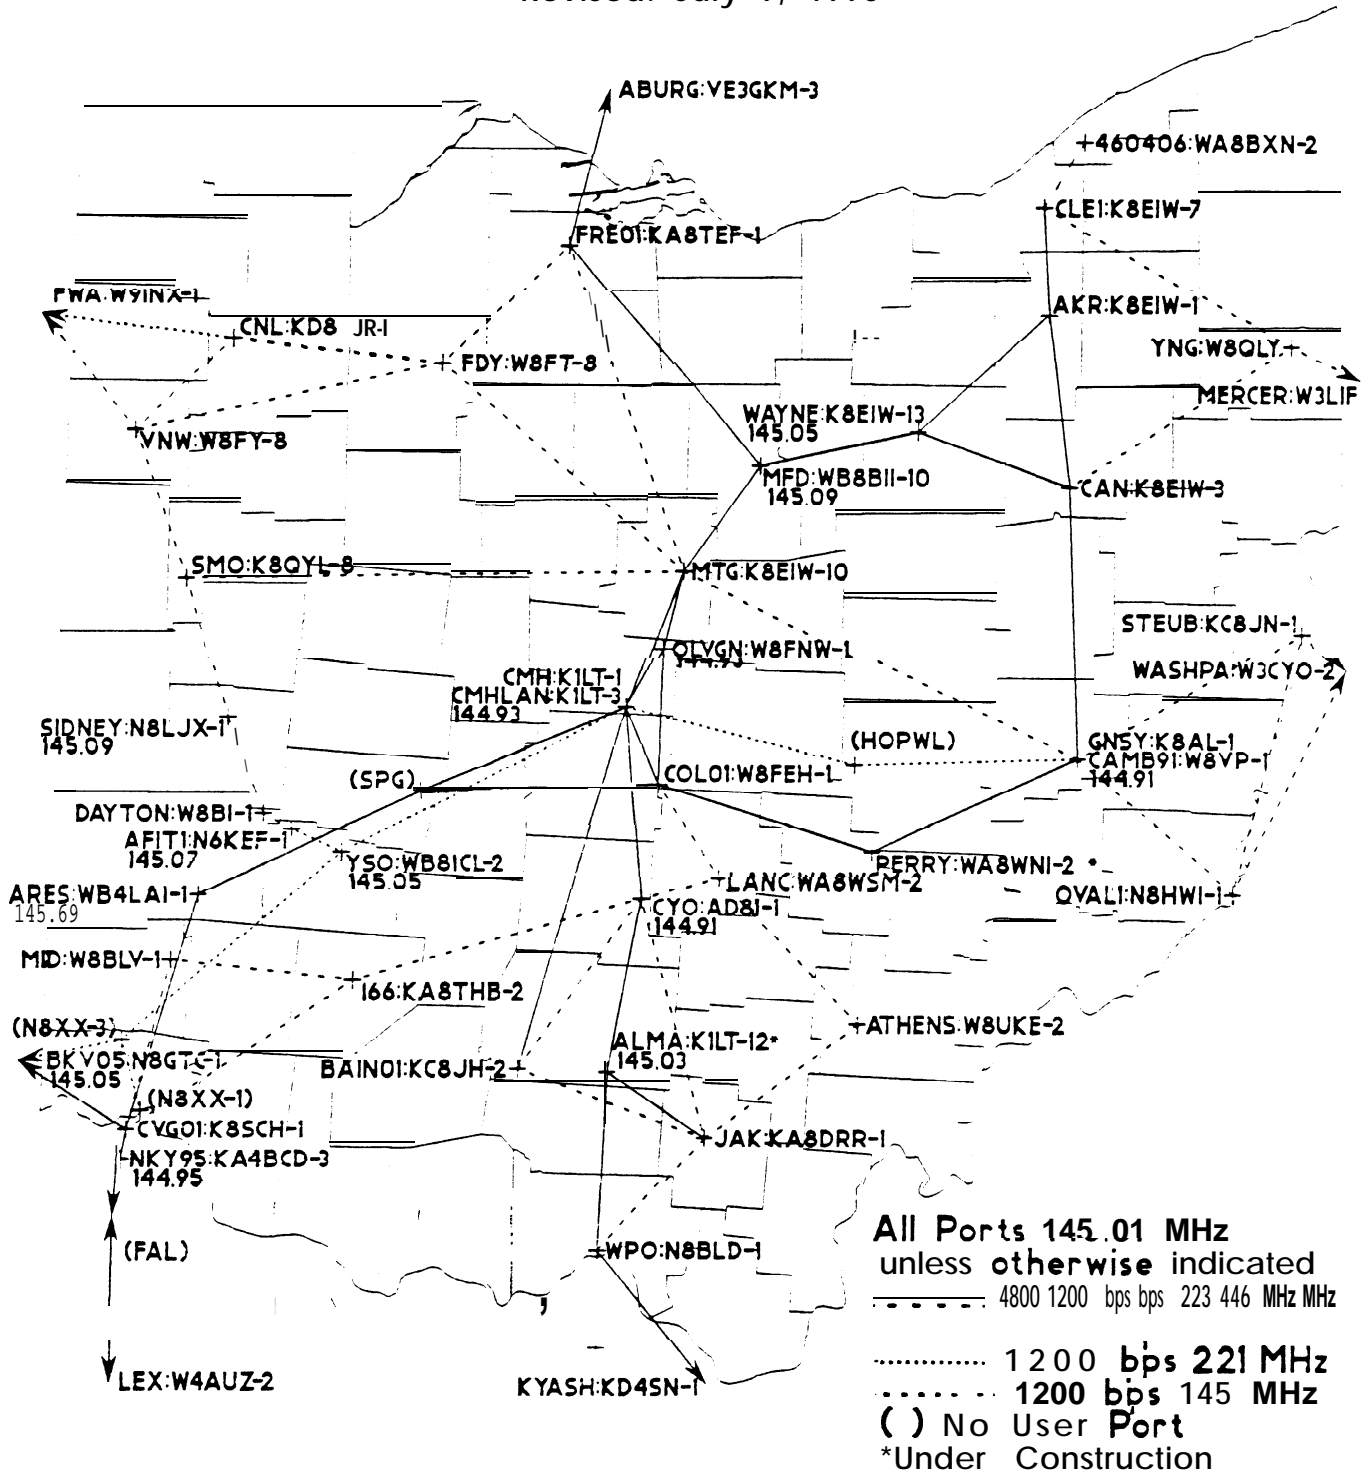 ABURG:VE3GKM-3
+460406:WA8BXN-2
CLE1:K8EIW-7
FREO1:KA8TEF-1
FWA:W9INX-1
CNL:KD8 JR-I
AKR:K8EIW-1
YNG:W8QLY
FDY:W8FT-8
MERCER:W3LIF
WAYNE:K8EIW-13
145.05
VNW:W8FY-8
MFD:WB8BII-10
145.09
CAN:K8EIW-3
SMO:K8QYL-8
MTG:K8EIW-10
STEUB:KC8JN-1
OLVGN:W8FNW-1
WASHPA:W3CYO-2
CMH:K1LT-1
CMHLAN:K1LT-3
144.93
SIDNEY:N8LJX-1
145.09
(HOPWL)
GNSY:K8AL-1
CAMB91:W8VP-1
144.91
(SPG)
COLO1:W8FEH-1
DAYTON:W8BI-1
AFIT1:N6KEF-1
145.07
YSO:WB8ICL-2
145.05
PERRY:WA8WNI-2 *
ARES:WB4LAI-1
145.69
LANC:WA8WSM-2
OVAL1:N8HWI-1
CYO:AD8I-1
144.91
MID:W8BLV-1
I66:KA8THB-2
(N8XX-3)
ATHENS:W8UKE-2
ALMA:K1LT-12*
145.03
BKV05:N8GTC-1
145.05
BAINO1:KC8JH-2
(N8XX-1)
CVGO1:K8SCH-1
JAK:KA8DRR-1
NKY95:KA4BCD-3
144.95
(FAL)
WPO:N8BLD-1
LEX:W4AUZ-2
KYASH:KD4SN-1
All Ports 145.01 MHz
unless otherwise indicated
4800 1200 bps bps 223 446 MHz MHz
1200 bps 221 MHz
1200 bps 145 MHz
( ) No User Port
*Under Construction